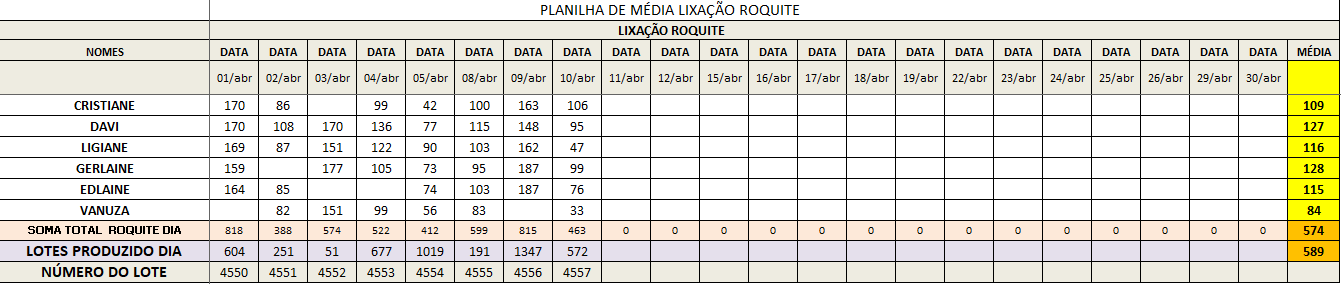 PLANILHA DE MÉDIA LIXAÇÃO ROQUITE
LIXAÇÃO ROQUITE
NOMES DATA DATA DATA DATA DATA DATA DATA DATA DATA DATA DATA DATA DATA DATA DATA DATA DATA DATA DATA DATA DATA DATA MÉDIA
01/abr 02/abr 03/abr 04/abr 05/abr 08/abr 09/abr 10/abr 11/abr 12/abr 15/abr 16/abr 17/abr 18/abr 19/abr 22/abr 23/abr 24/abr 25/abr 26/abr 29/abr 30/abr
CRISTIANE 170 86 99 42 100 163 106 109
DAVI 170 108 170 136 77 115 148 95 127
LIGIANE 169 87 151 122 90 103 162 47 116
GERLAINE 159 177 105 73 95 187 99 128
EDLAINE 164 85 74 103 187 76 115
VANUZA 82 151 99 56 83 33 84
SOMA TOTAL ROQUITE DIA 818 388 574 522 412 599 815 463 0 0 0 0 0 0 0 0 0 0 0 0 0 0 574
LOTES PRODUZIDO DIA 604 251 51 677 1019 191 1347 572 589
NÚMERO DO LOTE 4550 4551 4552 4553 4554 4555 4556 4557